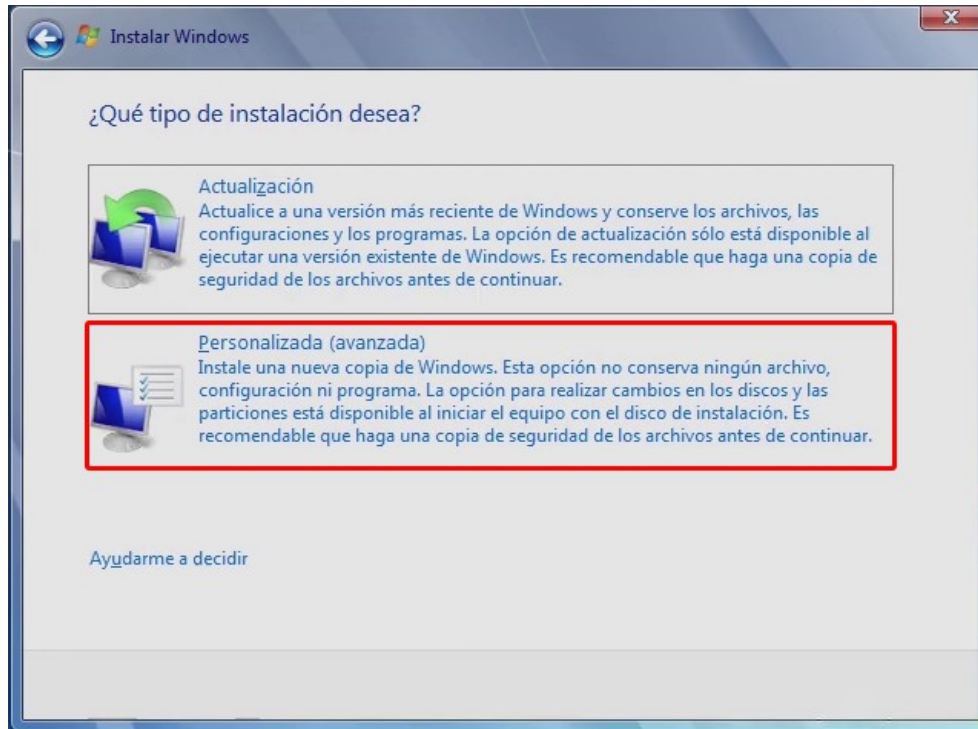 Instalar Windows
¿Qué tipo de instalación desea?
Actualización
Actualice a una versión más reciente de Windows y conserve los archivos, las
configuraciones y los programas. La opción de actualización sólo está disponible al
ejecutar una versión existente de Windows. Es recomendable que haga una copia de
seguridad de los archivos antes de continuar.
Personalizada (avanzada)
Instale una nueva copia de Windows. Esta opción no conserva ningún archivo,
configuración ni programa. La opción para realizar cambios en los discos y las
particiones está disponible al iniciar el equipo con el disco de instalación. Es
recomendable que haga una copia de seguridad de los archivos antes de continuar.
Ayudarme a decidir